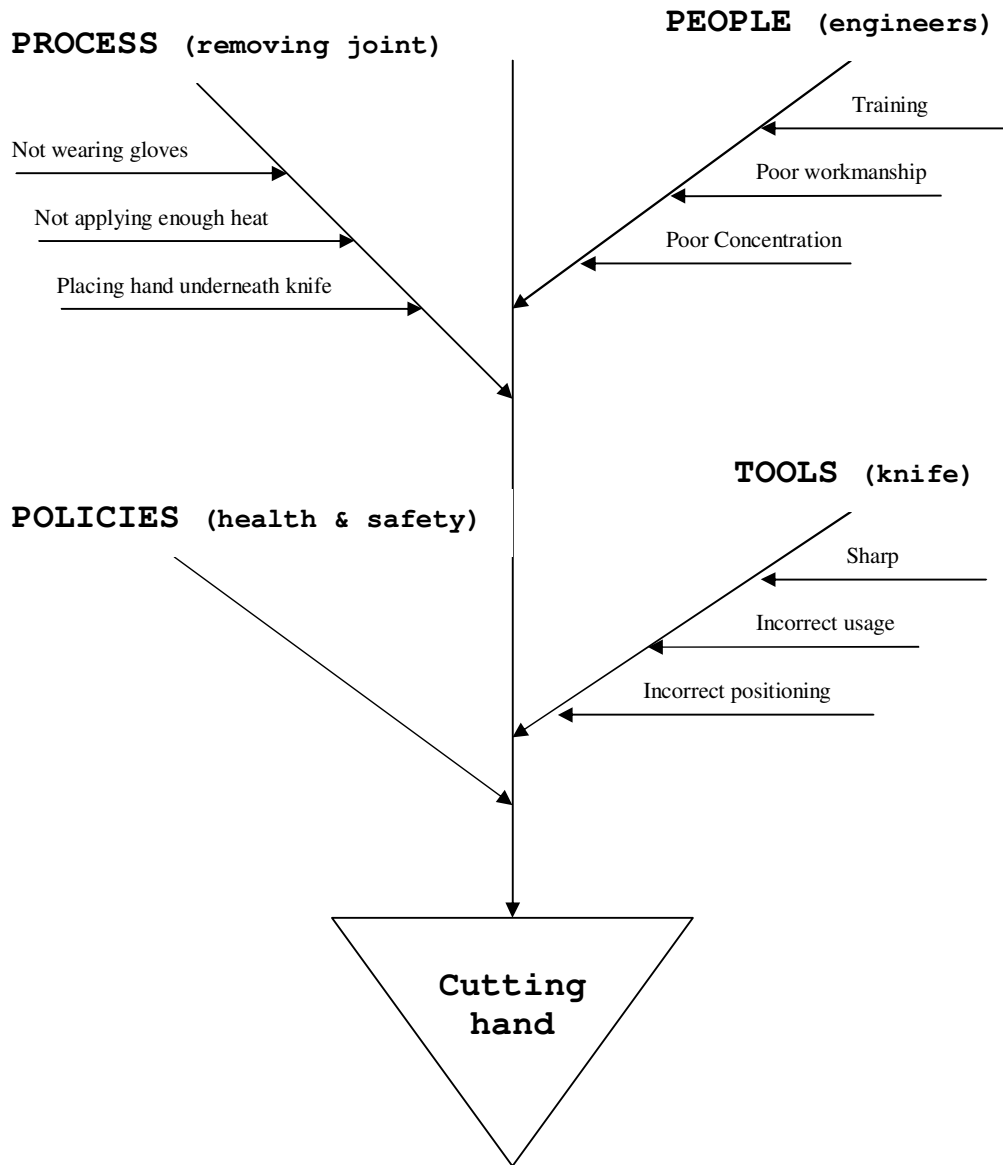 PROCESS (removing joint)
Not wearing gloves
Not applying enough heat
Placing hand underneath knife
PEOPLE (engineers)
Training
Poor workmanship
Poor Concentration
POLICIES (health & safety)
TOOLS (knife)
Sharp
Incorrect usage
Incorrect positioning
Cutting
hand